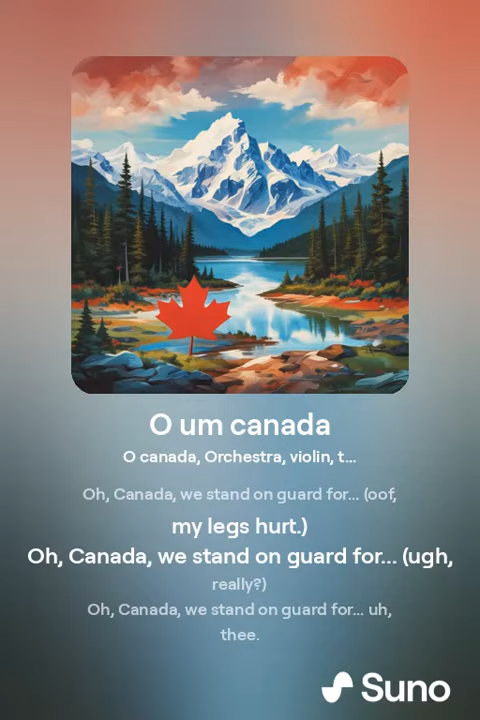 O um canada
O canada, Orchestra, violin, t...
Oh, Canada, we stand on guard for... (oof,
my legs hurt.)
Oh, Canada, we stand on guard for... (ugh,
really?)
Oh, Canada, we stand on guard for... uh,
thee.
Suno